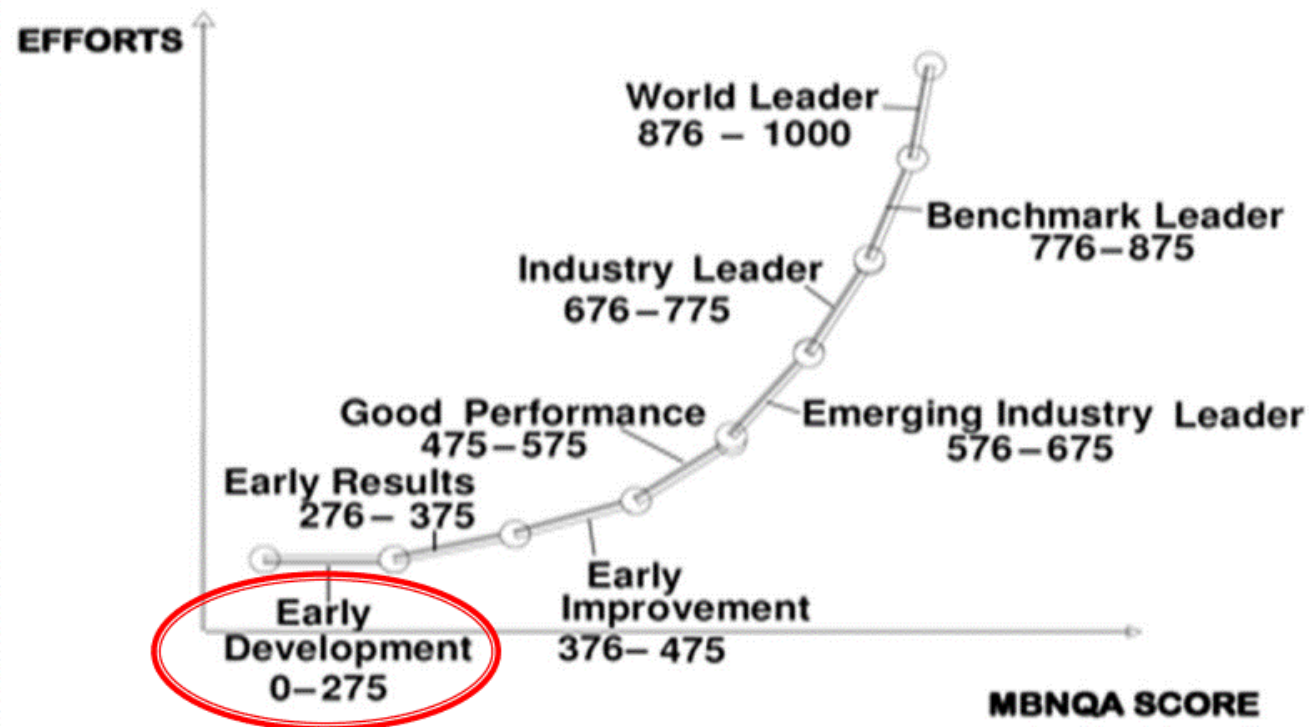 EFFORTS
World Leader
876 – 1000
Benchmark Leader
776–875
Industry Leader
676–775
Good Performance
475–575
Emerging Industry Leader
576–675
Early Results
276– 375
Early
Improvement
376– 475
Early
Development
0–275
MBNQA SCORE